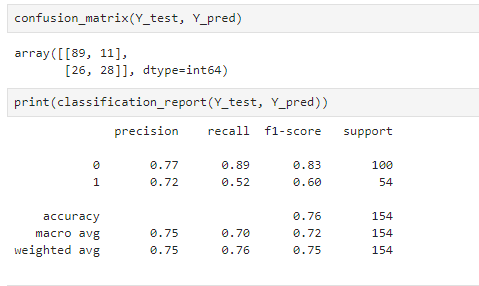 confusion_matrix(Y_test, Y_pred)
array([[89, 11],
       [26, 28]], dtype=int64)
print(classification_report(Y_test, Y_pred))
              precision    recall  f1-score   support
           0       0.77      0.89      0.83       100
           1       0.72      0.52      0.60        54
    accuracy                           0.76       154
   macro avg       0.75      0.70      0.72       154
weighted avg       0.75      0.76      0.75       154